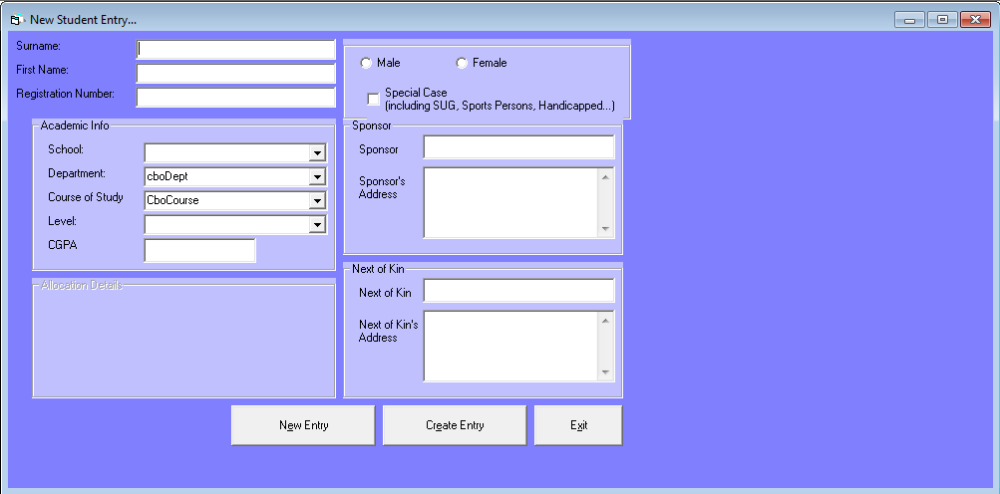 New Student Entry...
Surname:
First Name:
Registration Number:
Male
Female
Special Case
(including SUG, Sports Persons, Handicapped...)
Academic Info
School:
Department:
cboDept
Course of Study
CboCourse
Level:
CGPA
Allocation Details
Sponsor
Sponsor
Sponsor's
Address
Next of Kin
Next of Kin
Next of Kin's
Address
New Entry
Create Entry
Exit